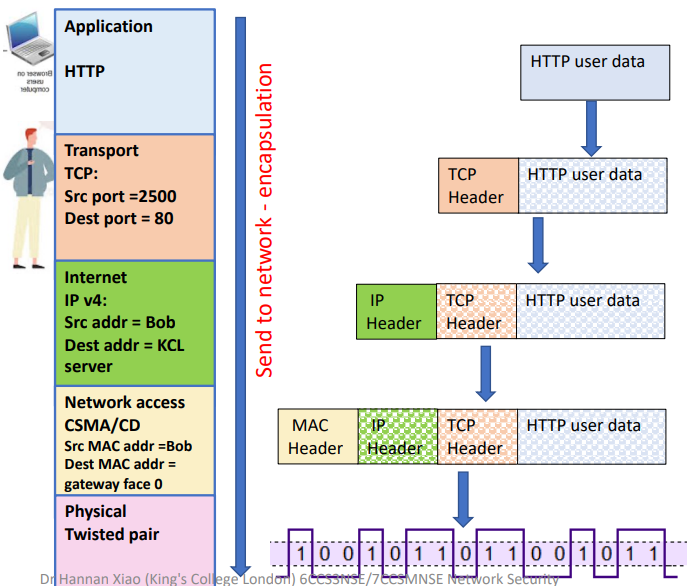 Application
HTTP
Browser on
users
computer
Transport
TCP:
Src port =2500
Dest port = 80
Internet
IP v4:
Src addr = Bob
Dest addr = KCL
server
Network access
CSMA/CD
Src MAC addr =Bob
Dest MAC addr =
gateway face 0
Physical
Twisted pair
Send to network - encapsulation
HTTP user data
TCP
Header
HTTP user data
IP
Header
TCP
Header
HTTP user data
MAC
Header
IP
Header
TCP
Header
HTTP user data
1 0 0 1 0 1 1 0 1 1 0 0 1 0 1 1
Dr Hannan Xiao (King's College London) 6CCS3NSE/7CCSMNSE Network Security